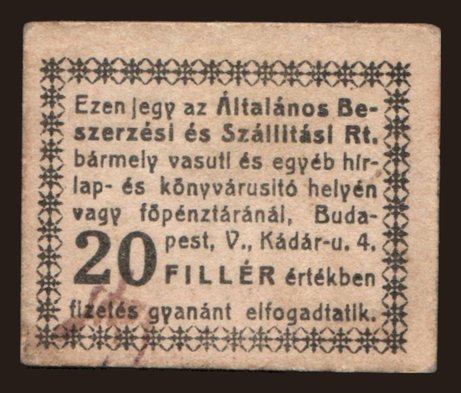 Ezen jegy az Általános Be-
szerzési és Szállitási Rt.
bármely vasuti és egyéb hír-
lap- és könyvárusitó helyén
vagy főpénztáránál, Buda-
pest, V., Kádár-u. 4.
20 FILLÉR értékben
fizetés gyanánt elfogadtatik.